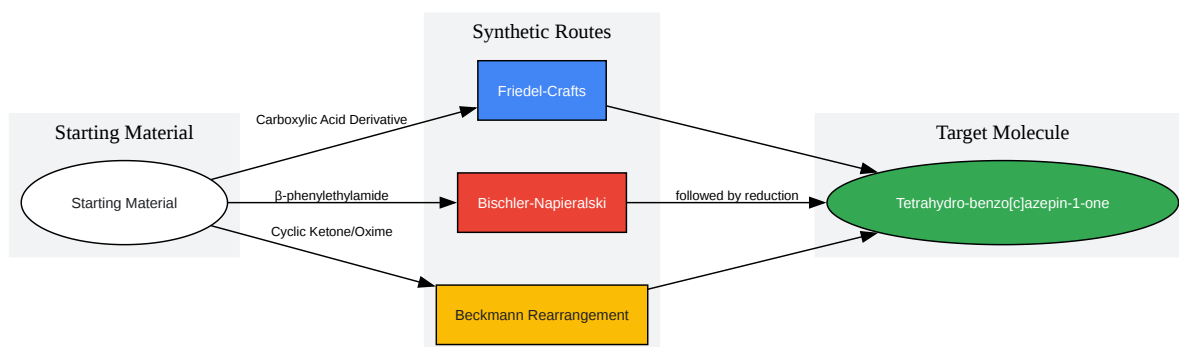 Synthetic Routes
Friedel-Crafts
Starting Material
Carboxylic Acid Derivative
Target Molecule
Starting Material
β-phenylethylamide
Bischler-Napieralski
followed by reduction
Tetrahydro-benzo[c]azepin-1-one
Cyclic Ketone/Oxime
Beckmann Rearrangement